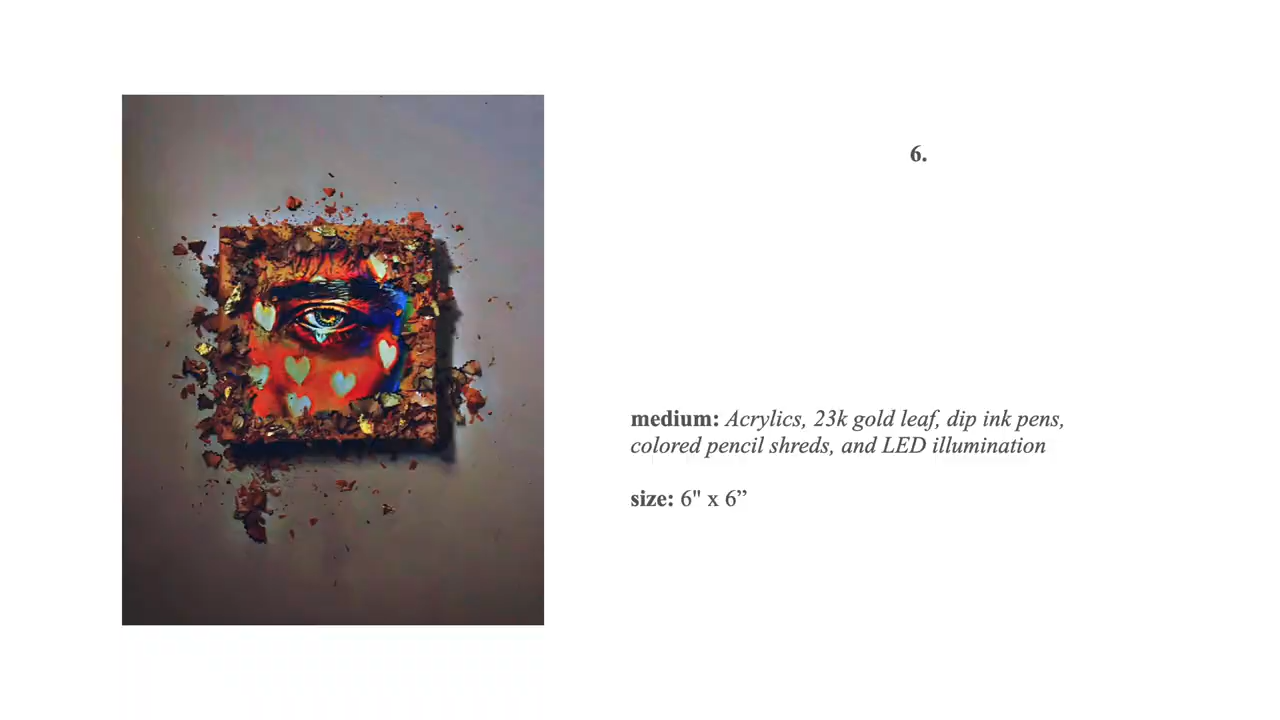 6.
medium: Acrylics, 23k gold leaf, dip ink pens,
colored pencil shreds, and LED illumination
size: 6" x 6”